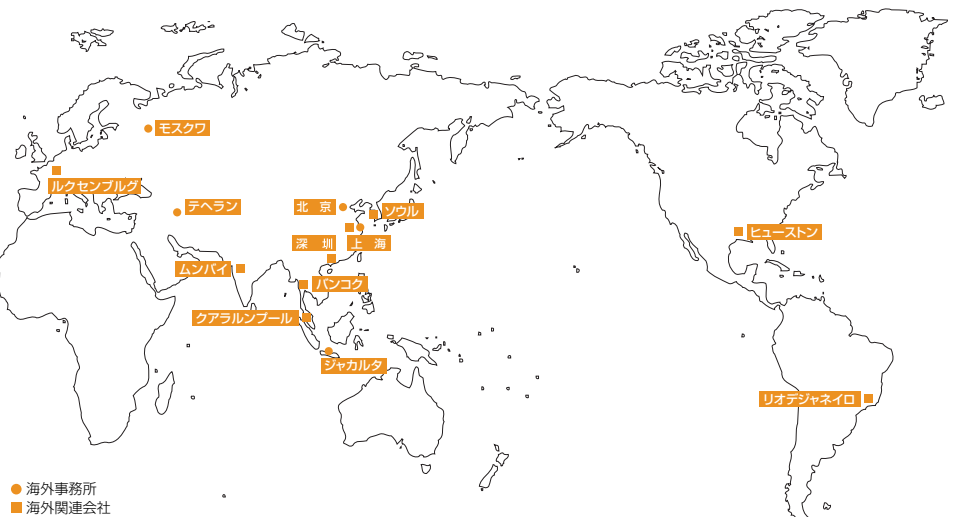 モスクワ
ルクセンブルグ
テヘラン
北 京
ソウル
深 圳
上 海
ヒューストン
ムンバイ
バンコク
クアラルンプール
ジャカルタ
リオデジャネイロ
海外事務所
海外関連会社